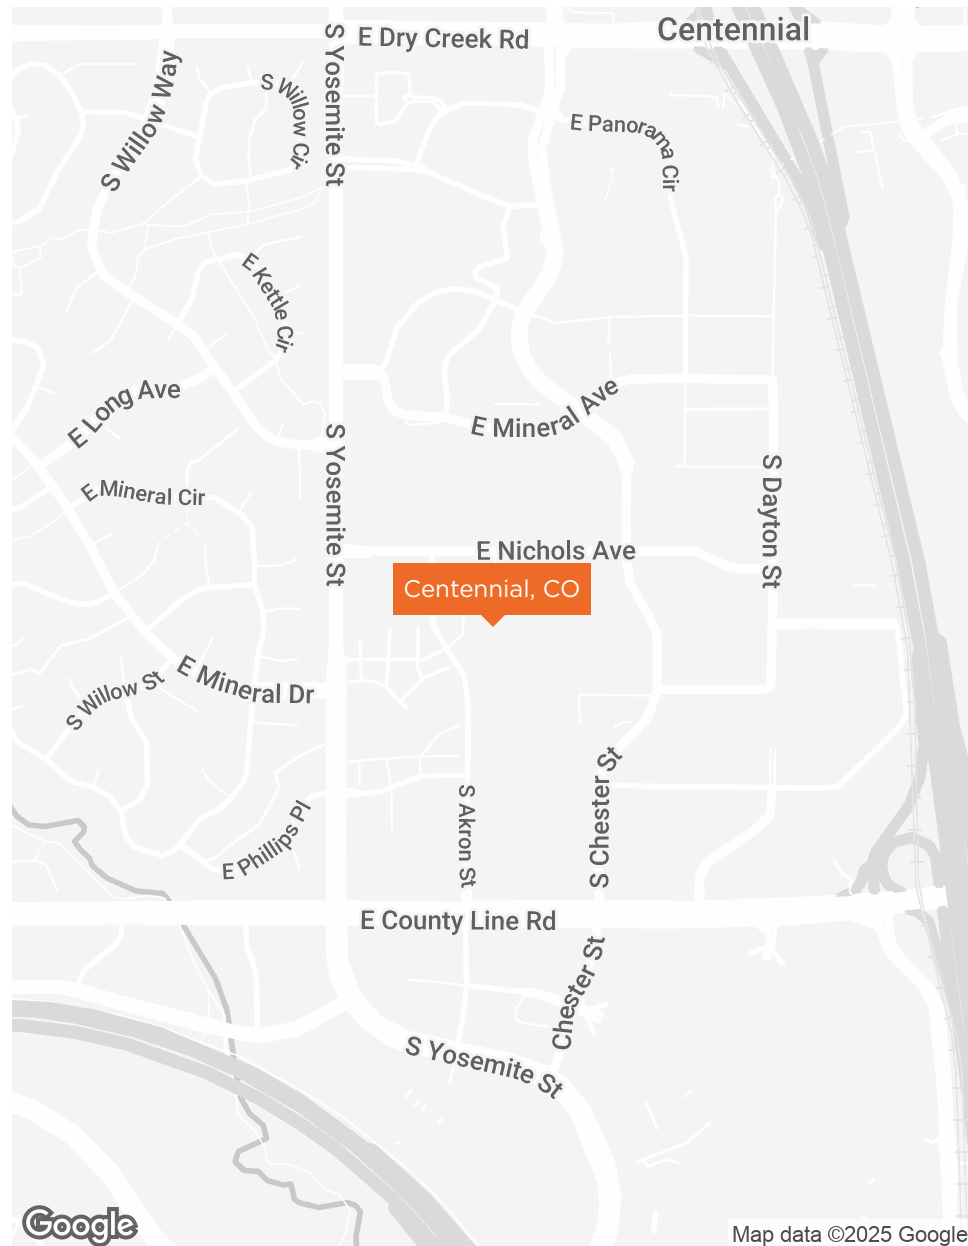 Centennial
E Dry Creek Rd
S Yosemite St
S Willow Way
S Willow Cir
E Panorama Cir
E Kettle Cir
E Long Ave
E Mineral Ave
S Yosemite St
S Dayton St
E Mineral Cir
E Nichols Ave
Centennial, CO
E Mineral Dr
S Willow St
S Chester St
S Akron St
E Phillips Pl
E County Line Rd
Chester St
S Yosemite St
Google
Map data ©2025 Google